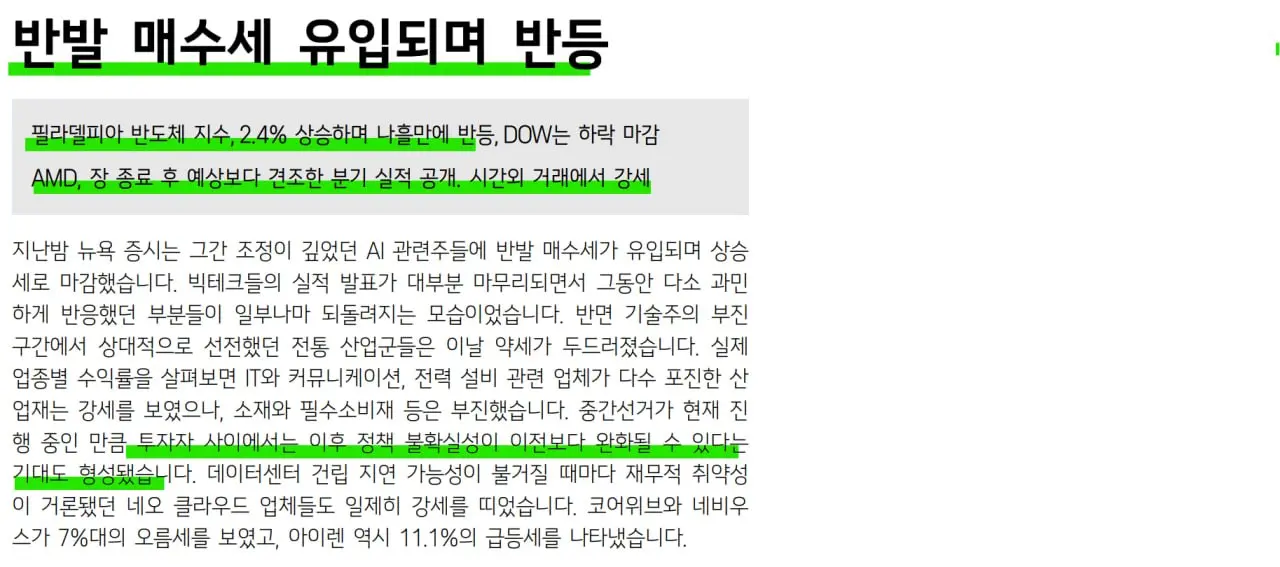 반발 매수세 유입되며 반등
필라델피아 반도체 지수, 2.4% 상승하며 나흘만에 반등, DOW는 하락 마감
AMD, 장 종료 후 예상보다 견조한 분기 실적 공개. 시간외 거래에서 강세
지난밤 뉴욕 증시는 그간 조정이 깊었던 AI 관련주들에 반발 매수세가 유입되며 상승
세로 마감했습니다. 빅테크들의 실적 발표가 대부분 마무리되면서 그동안 다소 과민
하게 반응했던 부분들이 일부나마 되돌려지는 모습이었습니다. 반면 기술주의 부진
구간에서 상대적으로 선전했던 전통 산업군들은 이날 약세가 두드러졌습니다. 실제
업종별 수익률을 살펴보면 IT와 커뮤니케이션, 전력 설비 관련 업체가 다수 포진한 산
업재는 강세를 보였으나, 소재와 필수소비재 등은 부진했습니다. 중간선거가 현재 진
행 중인 만큼 투자자 사이에서는 이후 정책 불확실성이 이전보다 완화될 수 있다는
기대도 형성됐습니다. 데이터센터 건립 지연 가능성이 불거질 때마다 재무적 취약성
이 거론됐던 네오 클라우드 업체들도 일제히 강세를 띠었습니다. 코어위브와 네비우
스가 7%대의 오름세를 보였고, 아이렌 역시 11.1%의 급등세를 나타냈습니다.